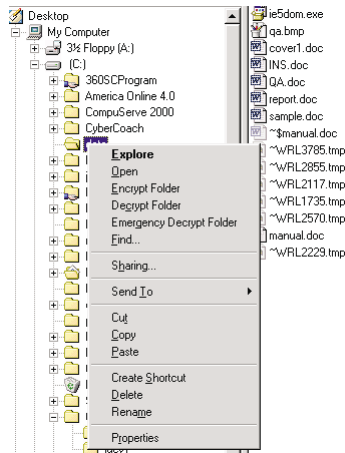 Desktop
My Computer
3½ Floppy (A:)
(C:)
360SCProgram
America Online 4.0
CompuServe 2000
CyberCoach
Explore
Open
Encrypt Folder
Decrypt Folder
Emergency Decrypt Folder
Find...
Sharing...
Send To
Cut
Copy
Paste
Create Shortcut
Delete
Rename
Properties
ie5dom.exe
qa.bmp
cover1.doc
INS.doc
QA.doc
report.doc
sample.doc
~$manual.doc
~WRL3785.tmp
~WRL2855.tmp
~WRL2117.tmp
~WRL1735.tmp
~WRL2570.tmp
manual.doc
~WRL2229.tmp